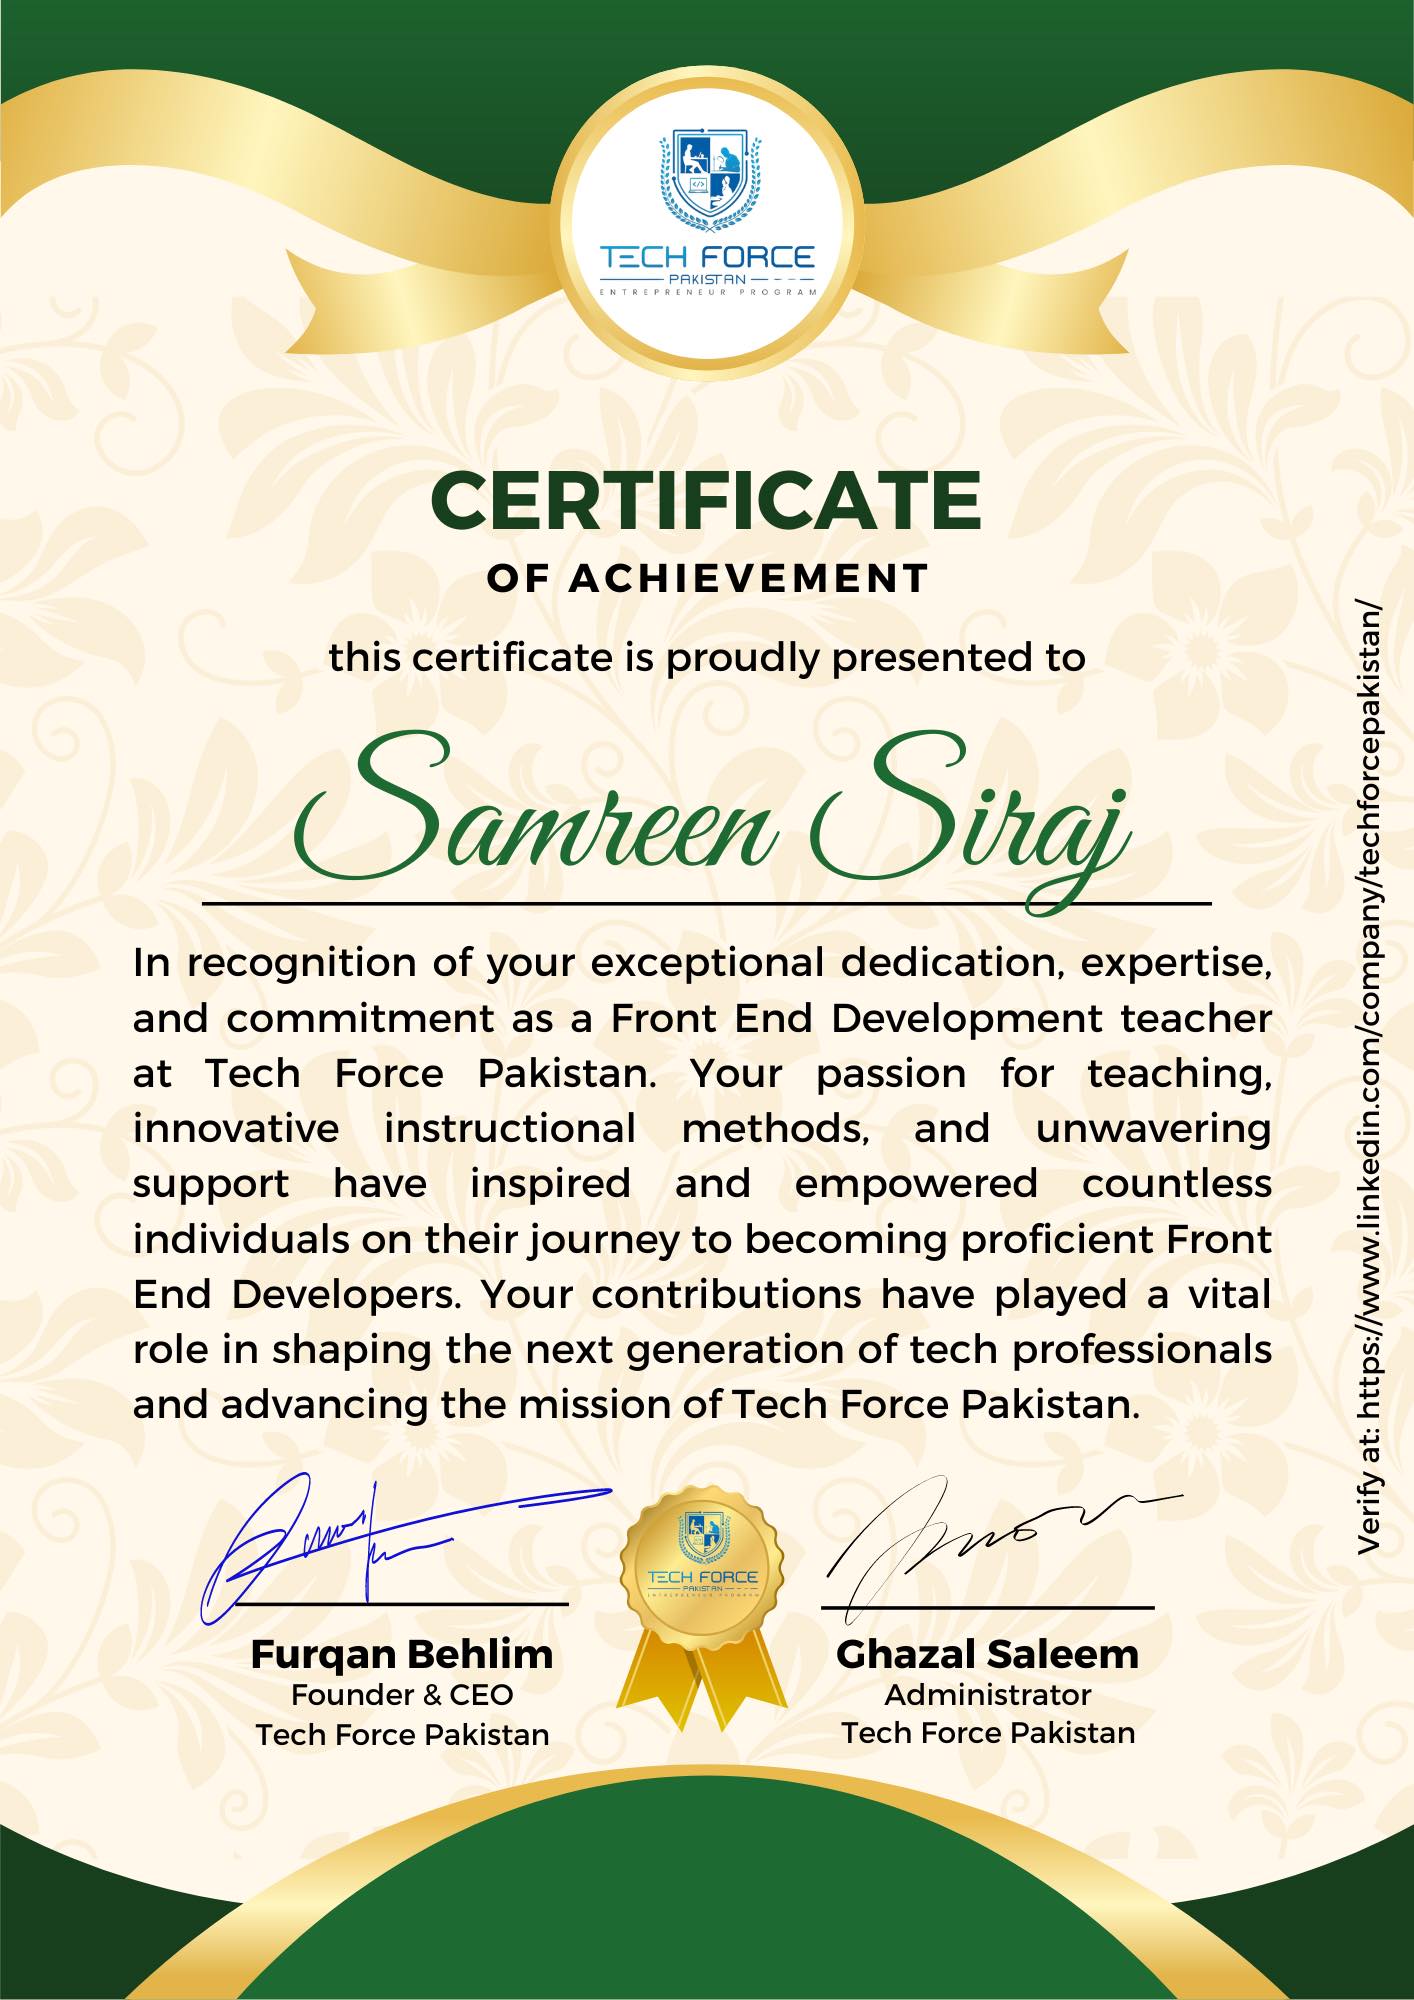 TECH FORCE
PAKISTAN
ENTREPRENEUR PROGRAM
CERTIFICATE
OF ACHIEVEMENT
this certificate is proudly presented to
Samreen Siraj
In recognition of your exceptional dedication, expertise,
and commitment as a Front End Development teacher
at Tech Force Pakistan. Your passion for teaching,
innovative instructional methods, and unwavering
support have inspired and empowered countless
individuals on their journey to becoming proficient Front
End Developers. Your contributions have played a vital
role in shaping the next generation of tech professionals
and advancing the mission of Tech Force Pakistan.
Verify at: https://www.linkedin.com/company/techforcepakistan/
TECH FORCE
PAKISTAN
ENTREPRENEUR PROGRAM
Furqan Behlim
Founder & CEO
Tech Force Pakistan
Ghazal Saleem
Administrator
Tech Force Pakistan